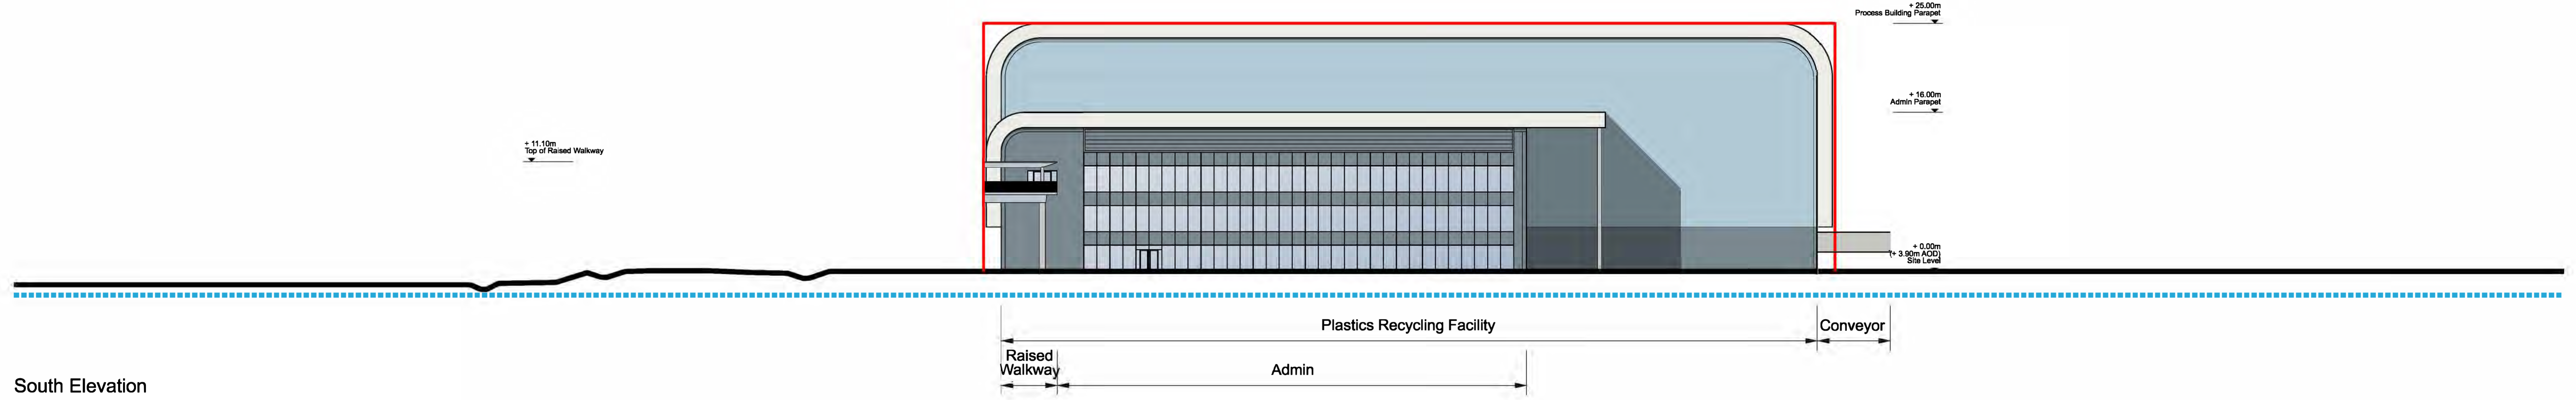 + 25.00m
Process Building Parapet
+ 16.00m
Admin Parapet
+ 11.10m
Top of Raised Walkway
+ 0.00m
(+ 3.90m AOD)
Site Level
Plastics Recycling Facility
Conveyor
Raised
Walkway
Admin
South Elevation